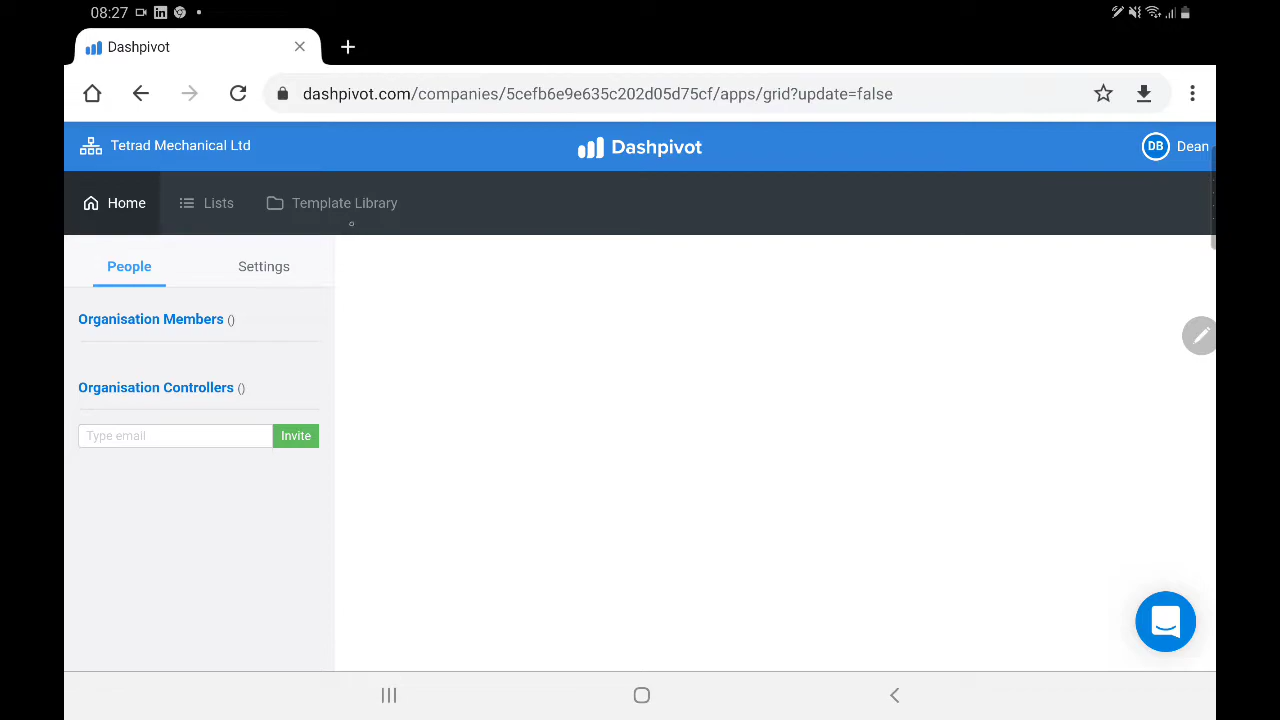 08:27
Dashpivot
dashpivot.com/companies/5cefb6e9e635c202d05d75cf/apps/grid?update=false
Tetrad Mechanical Ltd
Dashpivot
DB Dean
Home Lists Template Library
People Settings
Organisation Members ()
Organisation Controllers ()
Type email Invite